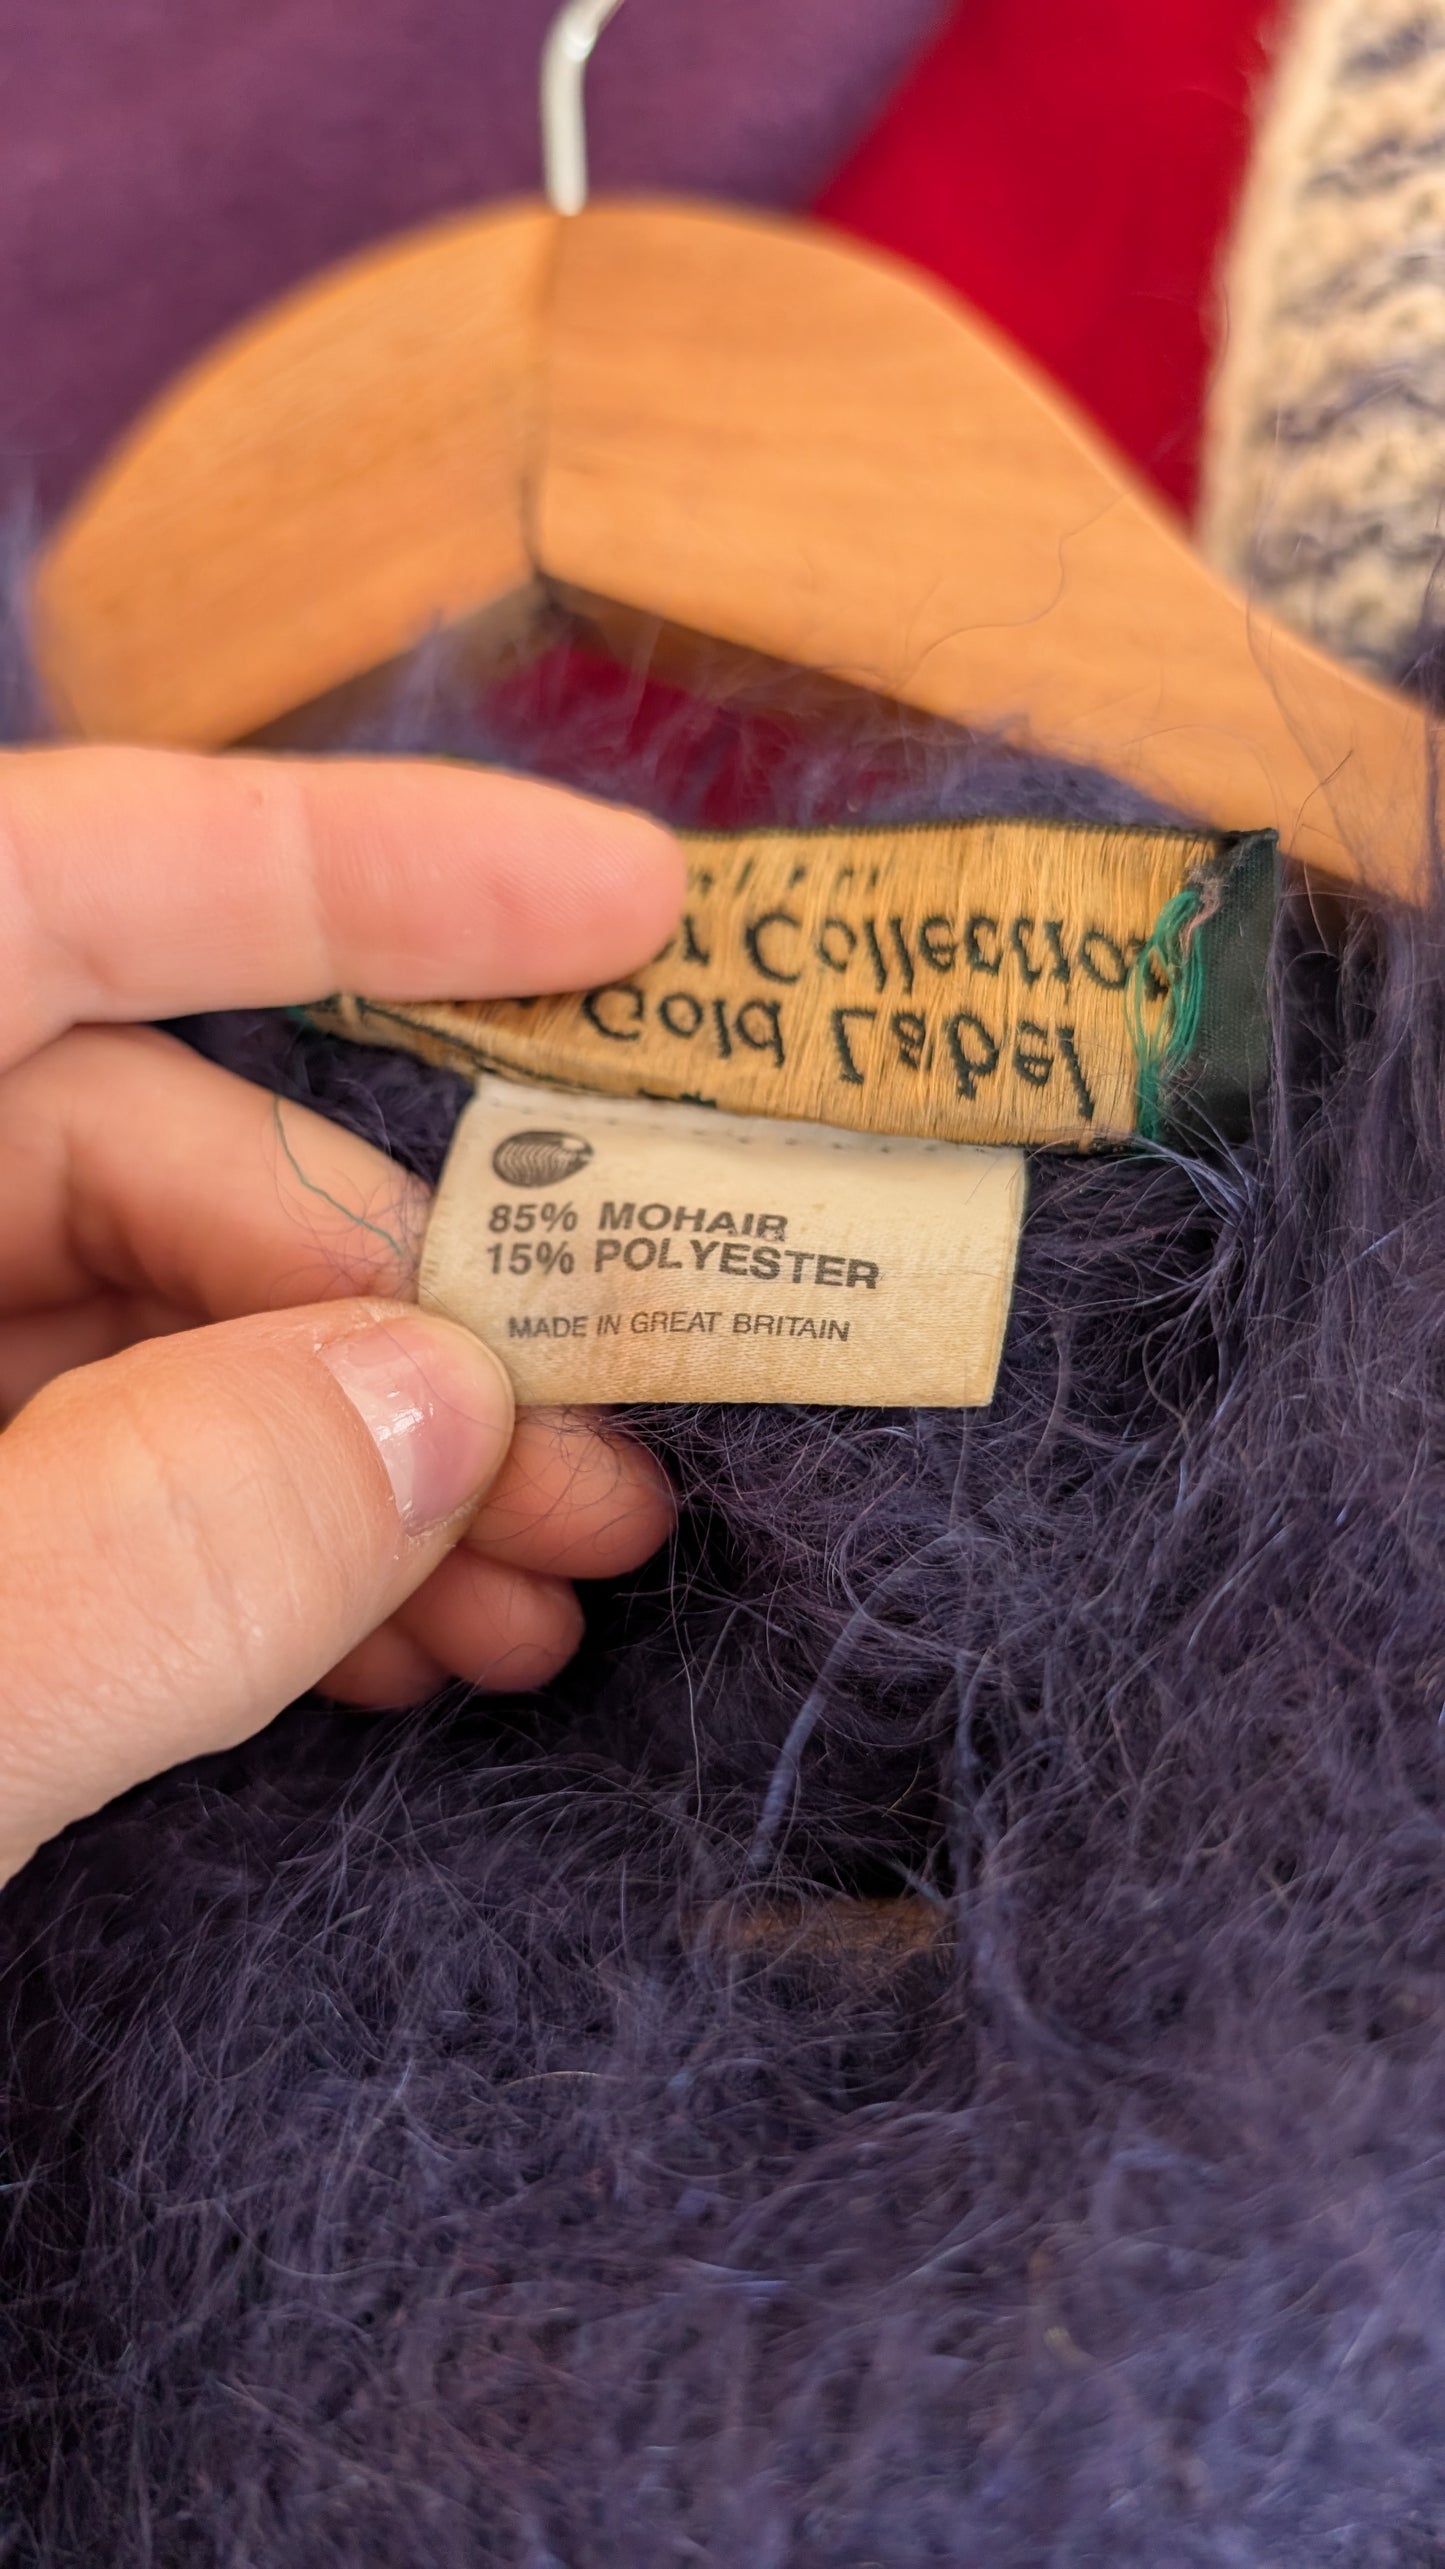 Gold Label
Collection
85% MOHAIR
15% POLYESTER
MADE IN GREAT BRITAIN